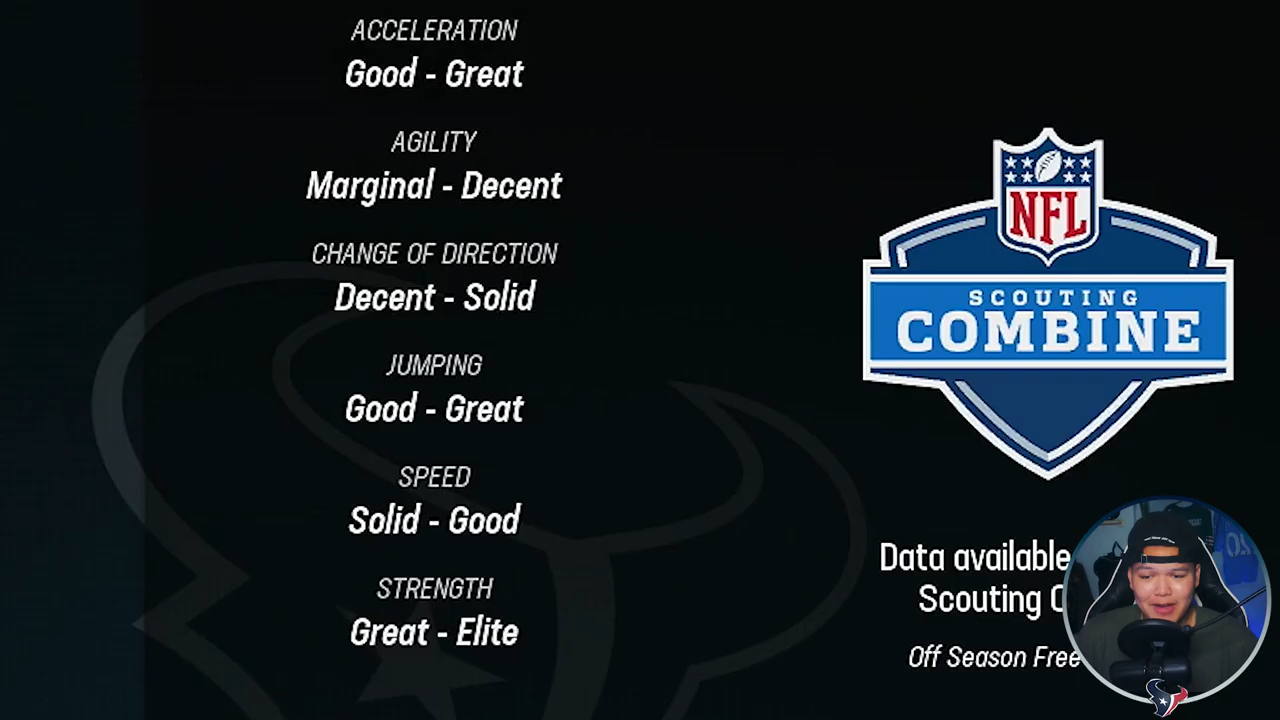 ACCELERATION
Good - Great
AGILITY
Marginal - Decent
CHANGE OF DIRECTION
Decent - Solid
JUMPING
Good - Great
SPEED
Solid - Good
STRENGTH
Great - Elite
NFL
SCOUTING
COMBINE
Data available
Scouting
Off Season Free